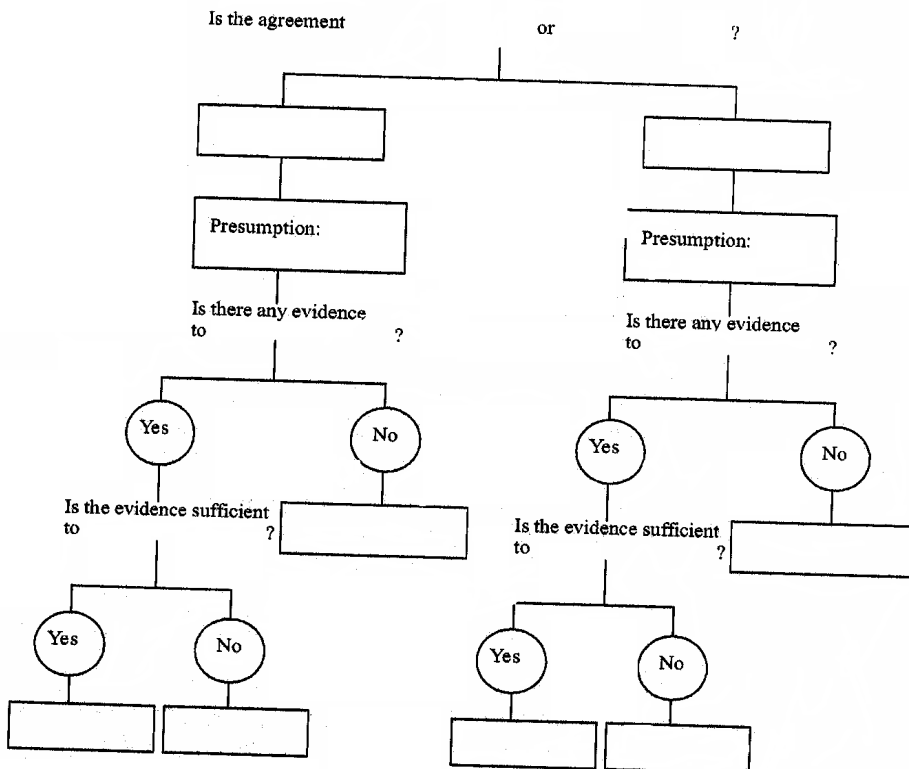 Is the agreement or ?
Presumption:
Presumption:
Is there any evidence
to ?
Is there any evidence
to ?
Yes
No
Yes
No
Is the evidence sufficient
to ?
Is the evidence sufficient
to ?
Yes
No
Yes
No